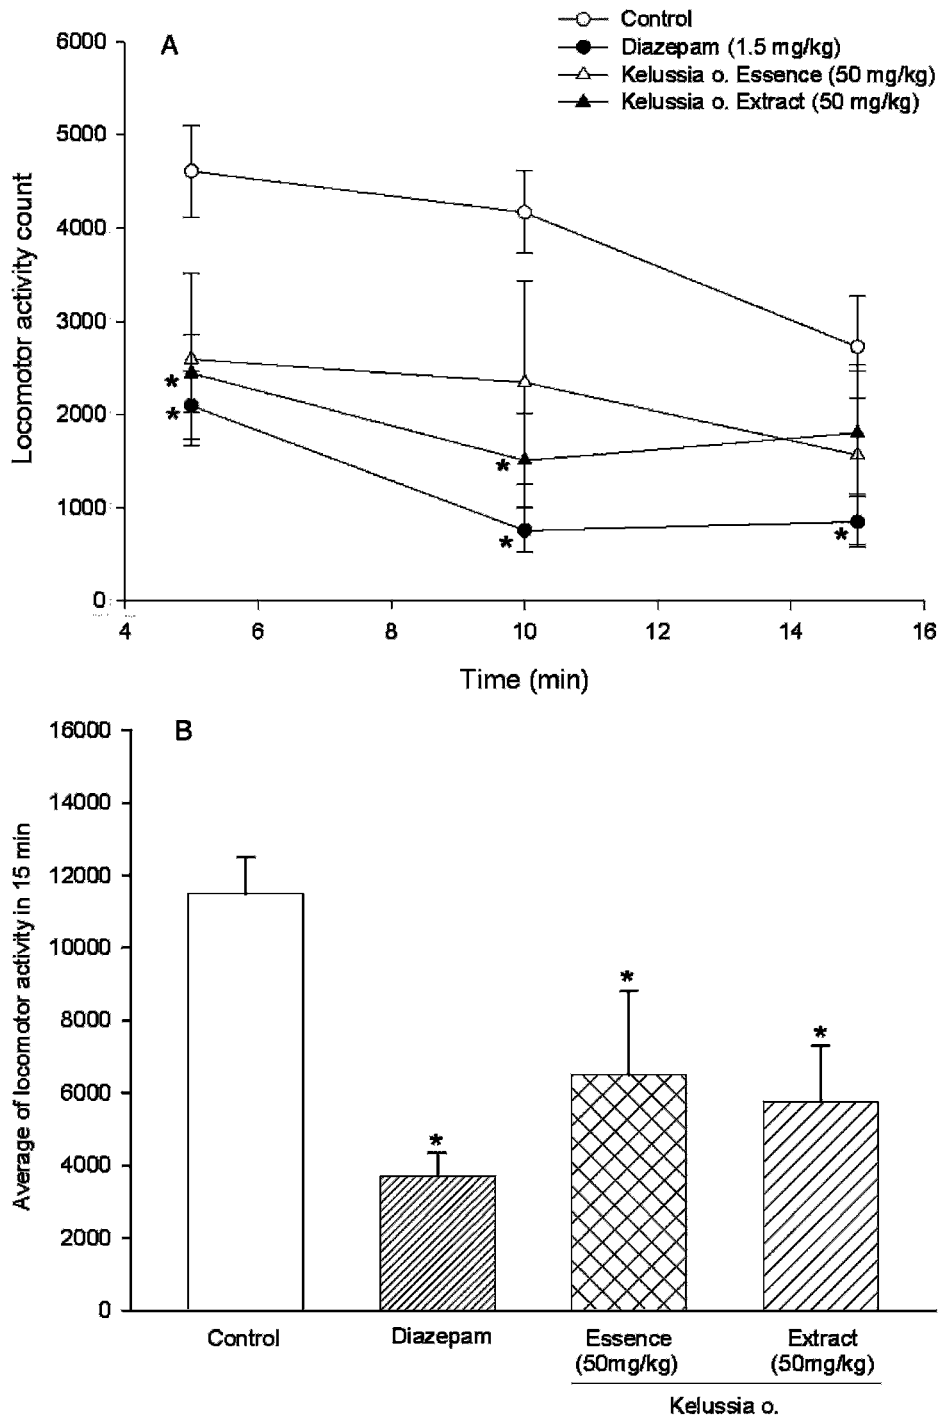 Control
Diazepam (1.5 mg/kg)
Kelussia o. Essence (50 mg/kg)
Kelussia o. Extract (50 mg/kg)
A
6000
5000
4000
3000
2000
1000
0
Locomotor activity count
*
*
*
*
*
4 6 8 10 12 14 16
Time (min)
B
16000
14000
12000
10000
8000
6000
4000
2000
0
Average of locomotor activity in 15 min
*
*
*
Control Diazepam Essence Extract
(50mg/kg) (50mg/kg)
Kelussia o.